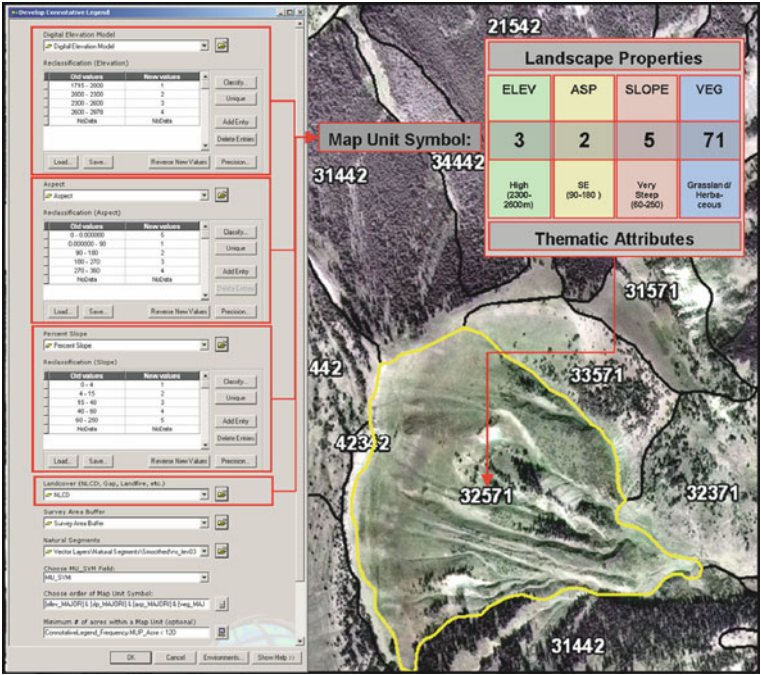 Develop Connotative Legend
Digital Elevation Model
Digital Elevation Model
Reclassification (Elevation)
Old values New values
1715 - 2000 1
2000 - 2300 2
2300 - 2600 3
2600 - 2978 4
NoData NoData
Classify...
Unique
Add Entry
Delete Entries
Load... Save... Reverse New Values Precision...
Aspect
Aspect
Reclassification (Aspect)
Old values New values
0 - 0.000000 5
0.000000 - 90 1
90 - 180 2
180 - 270 3
270 - 360 4
NoData NoData
Classify...
Unique
Add Entry
Delete Entries
Load... Save... Reverse New Values Precision...
Percent Slope
Percent Slope
Reclassification (Slope)
Old values New values
0 - 4 1
4 - 15 2
15 - 40 3
40 - 60 4
60 - 250 5
NoData NoData
Classify...
Unique
Add Entry
Delete Entries
Load... Save... Reverse New Values Precision...
Landcover (NLCD, Gap, Landfire, etc.)
NLCD
Survey Area Buffer
Survey Area Buffer
Natural Segments
Choose MU_SYM Field:
MU_SYM
Choose order of Map Unit Symbol:
Minimum # of acres within a Map Unit (optional)
OK Cancel Environments... Show Help >>
21542
Landscape Properties
ELEV ASP SLOPE VEG
Map Unit Symbol: 3 2 5 71
High (2300-2600m)
SE (90-180 )
Very Steep (60-250)
Grassland/ Herba- ceous
Thematic Attributes
31442
34442
31571
442
33571
42342
32571
32371
31442